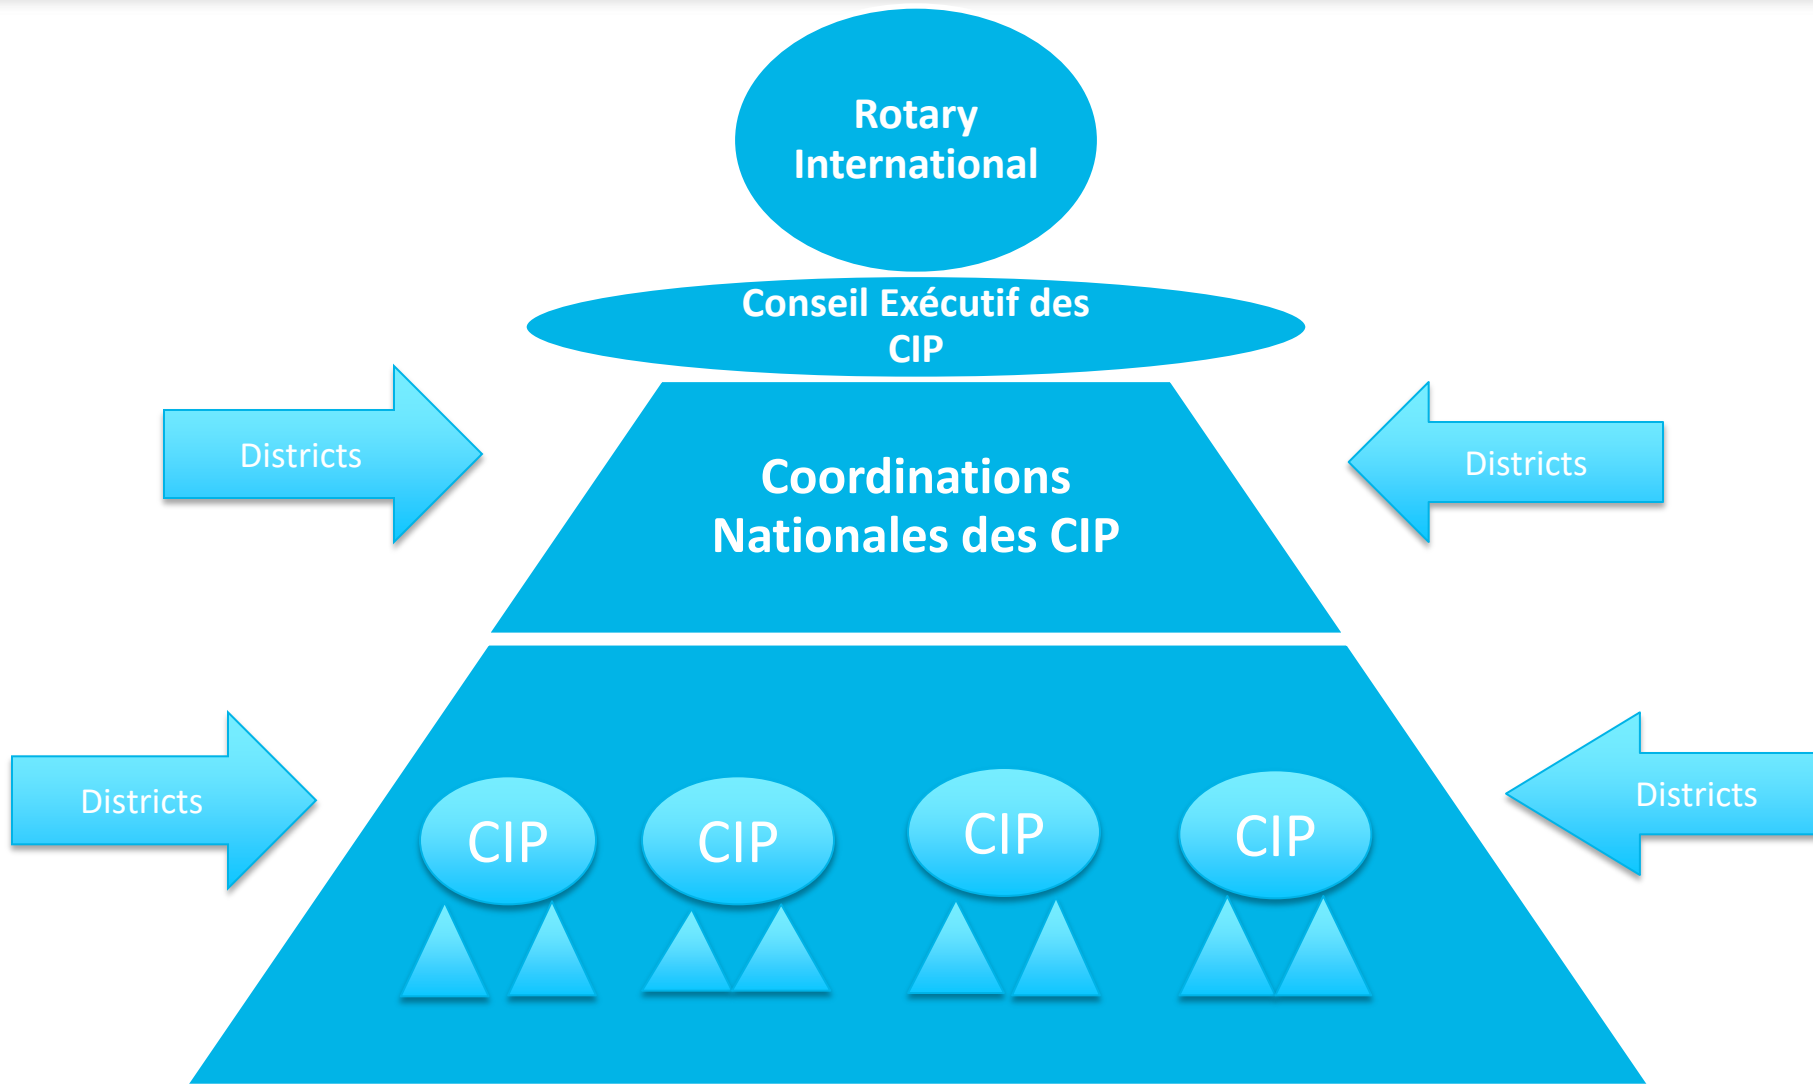 Rotary
International
Conseil Exécutif des
CIP
Districts
Districts
Coordinations
Nationales des CIP
Districts
Districts
CIP
CIP
CIP
CIP